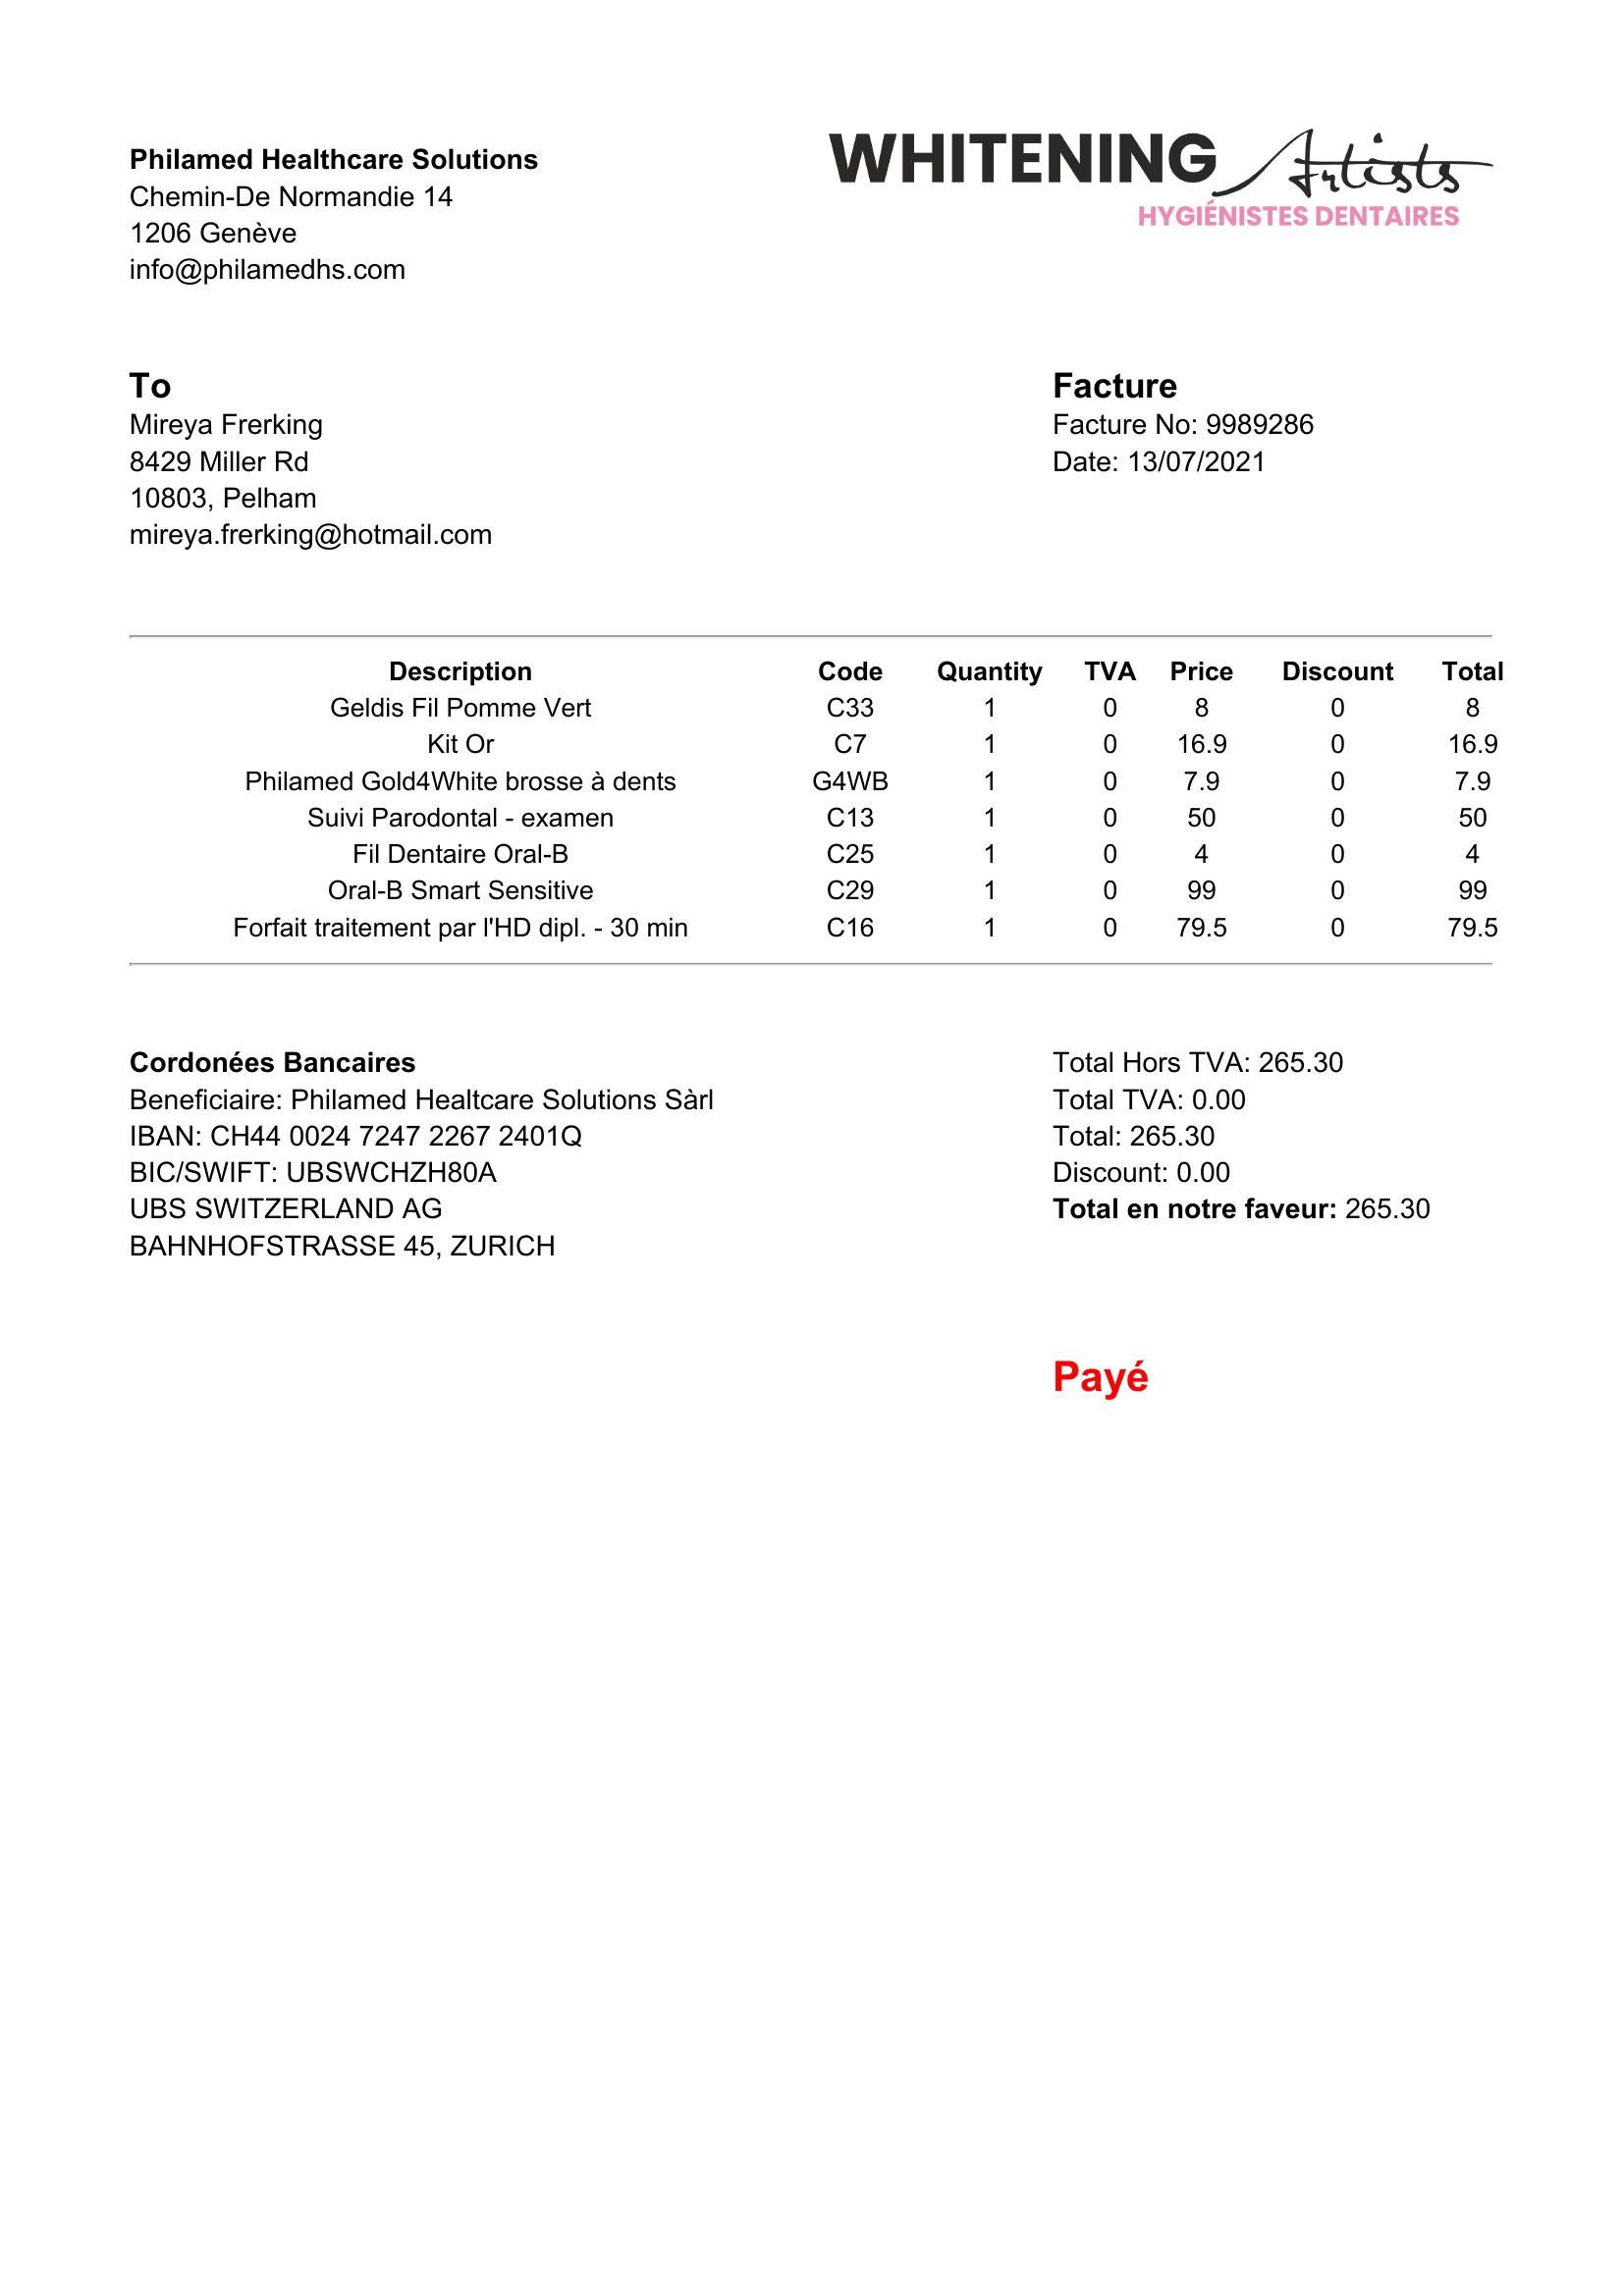 Philamed Healthcare Solutions
Chemin-De Normandie 14
1206 Genève
info@philamedhs.com
WHITENING Artists
HYGIÉNISTES DENTAIRES
To
Mireya Frerking
8429 Miller Rd
10803, Pelham
mireya.frerking@hotmail.com
Facture
Facture No: 9989286
Date: 13/07/2021
Description Code Quantity TVA Price Discount Total
Geldis Fil Pomme Vert C33 1 0 8 0 8
Kit Or C7 1 0 16.9 0 16.9
Philamed Gold4White brosse à dents G4WB 1 0 7.9 0 7.9
Suivi Parodontal - examen C13 1 0 50 0 50
Fil Dentaire Oral-B C25 1 0 4 0 4
Oral-B Smart Sensitive C29 1 0 99 0 99
Forfait traitement par l'HD dipl. - 30 min C16 1 0 79.5 0 79.5
Cordonées Bancaires
Beneficiaire: Philamed Healtcare Solutions Sàrl
IBAN: CH44 0024 7247 2267 2401Q
BIC/SWIFT: UBSWCHZH80A
UBS SWITZERLAND AG
BAHNHOFSTRASSE 45, ZURICH
Total Hors TVA: 265.30
Total TVA: 0.00
Total: 265.30
Discount: 0.00
Total en notre faveur: 265.30
Payé